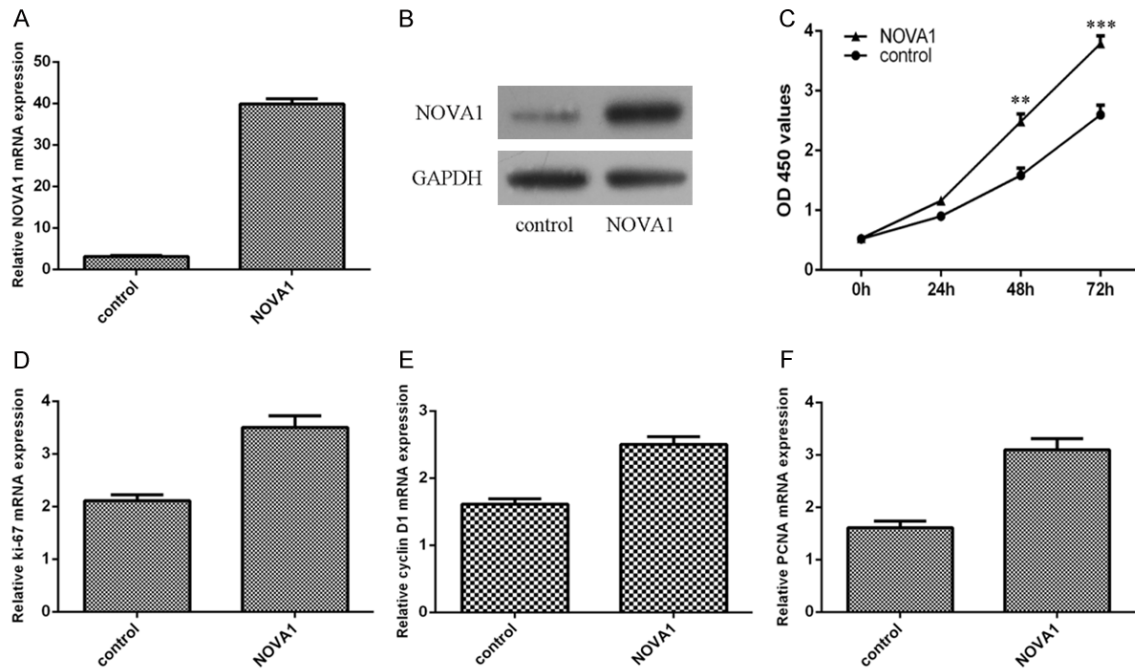 A
Relative NOVA1 mRNA expression
50
40
30
20
10
0
control
NOVA1
B
NOVA1
GAPDH
control
NOVA1
C
NOVA1
control
OD 450 values
4
3
2
1
0
**
***
0h
24h
48h
72h
D
Relative ki-67 mRNA expression
4
3
2
1
0
control
NOVA1
E
Relative cyclin D1 mRNA expression
3
2
1
0
control
NOVA1
F
Relative PCNA mRNA expression
4
3
2
1
0
control
NOVA1